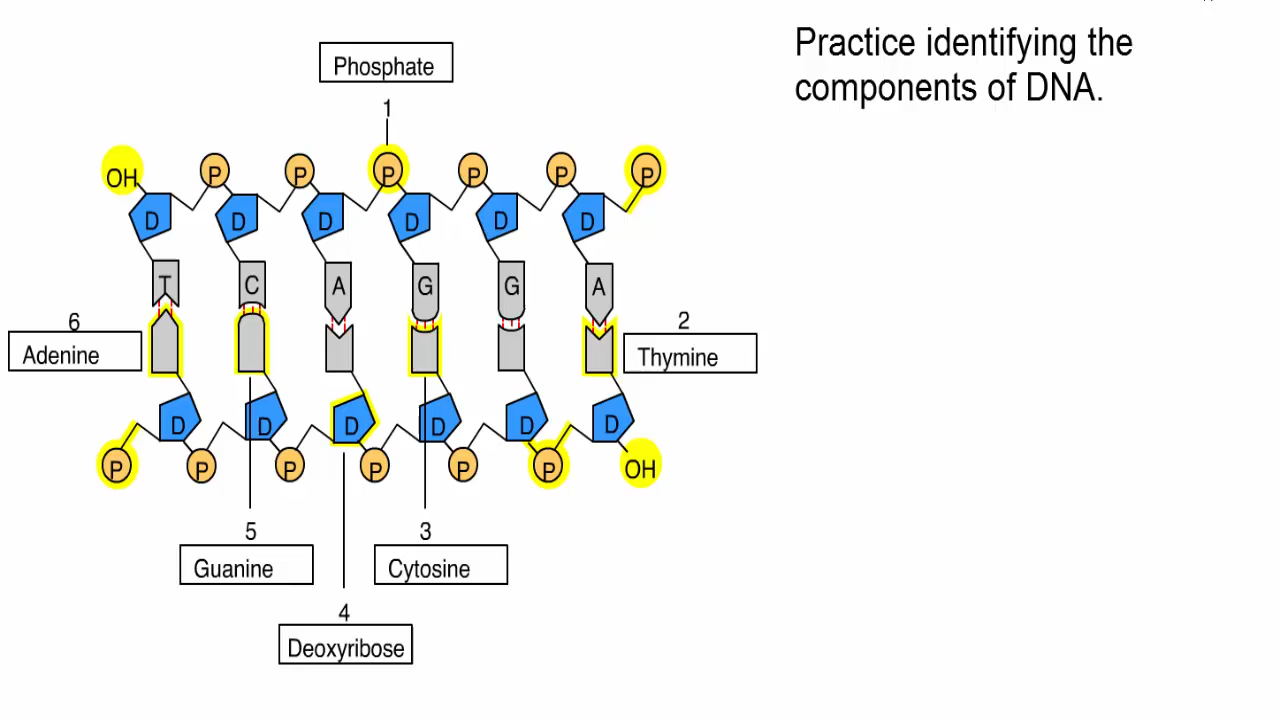 Practice identifying the
components of DNA.
Phosphate
1
OH P P P P P P
D D D D D D
T C A G G A
6
Adenine
2
Thymine
D D D D D D
P P P P P P OH
5
Guanine
3
Cytosine
4
Deoxyribose